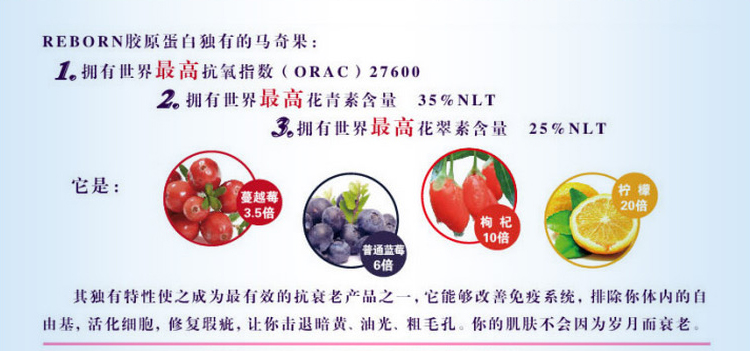 REBORN胶原蛋白独有的马奇果：
1.拥有世界最高抗氧指数（ORAC）27600
2.拥有世界最高花青素含量 35%NLT
3.拥有世界最高花翠素含量 25%NLT
它是：
蔓越莓
3.5倍
普通蓝莓
6倍
枸杞
10倍
柠檬
20倍
其独有特性使之成为最有效的抗衰老产品之一，它能够改善免疫系统，排除你体内的自
由基，活化细胞，修复瑕疵，让你击退暗黄、油光、粗毛孔。你的肌肤不会因为岁月而衰老。